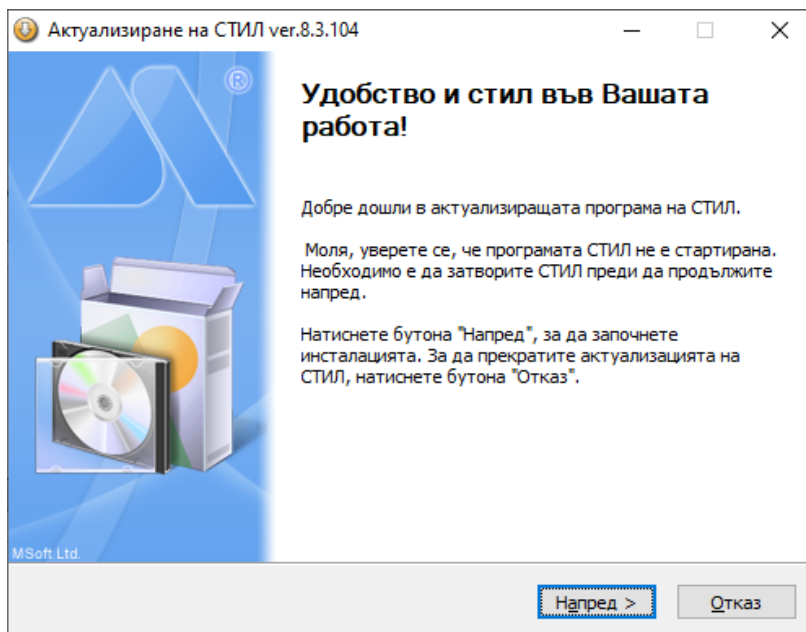 Актуализиране на СТИЛ ver.8.3.104
®
Удобство и стил във Вашата
работа!
Добре дошли в актуализиращата програма на СТИЛ.
Моля, уверете се, че програмата СТИЛ не е стартирана.
Необходимо е да затворите СТИЛ преди да продължите
напред.
Натиснете бутона "Напред", за да започнете
инсталацията. За да прекратите актуализацията на
СТИЛ, натиснете бутона "Отказ".
MSoft Ltd.
Напред >
Отказ